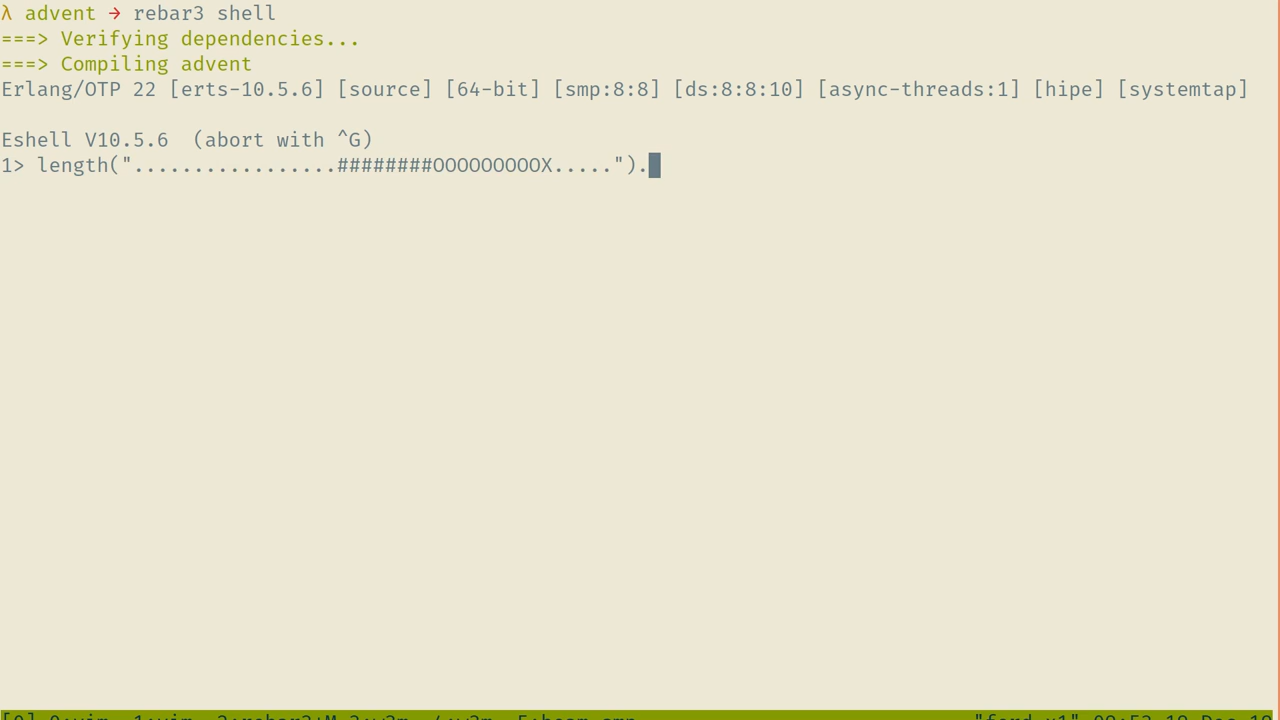 λ advent → rebar3 shell
===> Verifying dependencies...
===> Compiling advent
Erlang/OTP 22 [erts-10.5.6] [source] [64-bit] [smp:8:8] [ds:8:8:10] [async-threads:1] [hipe] [systemtap]
Eshell V10.5.6  (abort with ^G)
1> length(".................########OOOOOOOOOX.....").